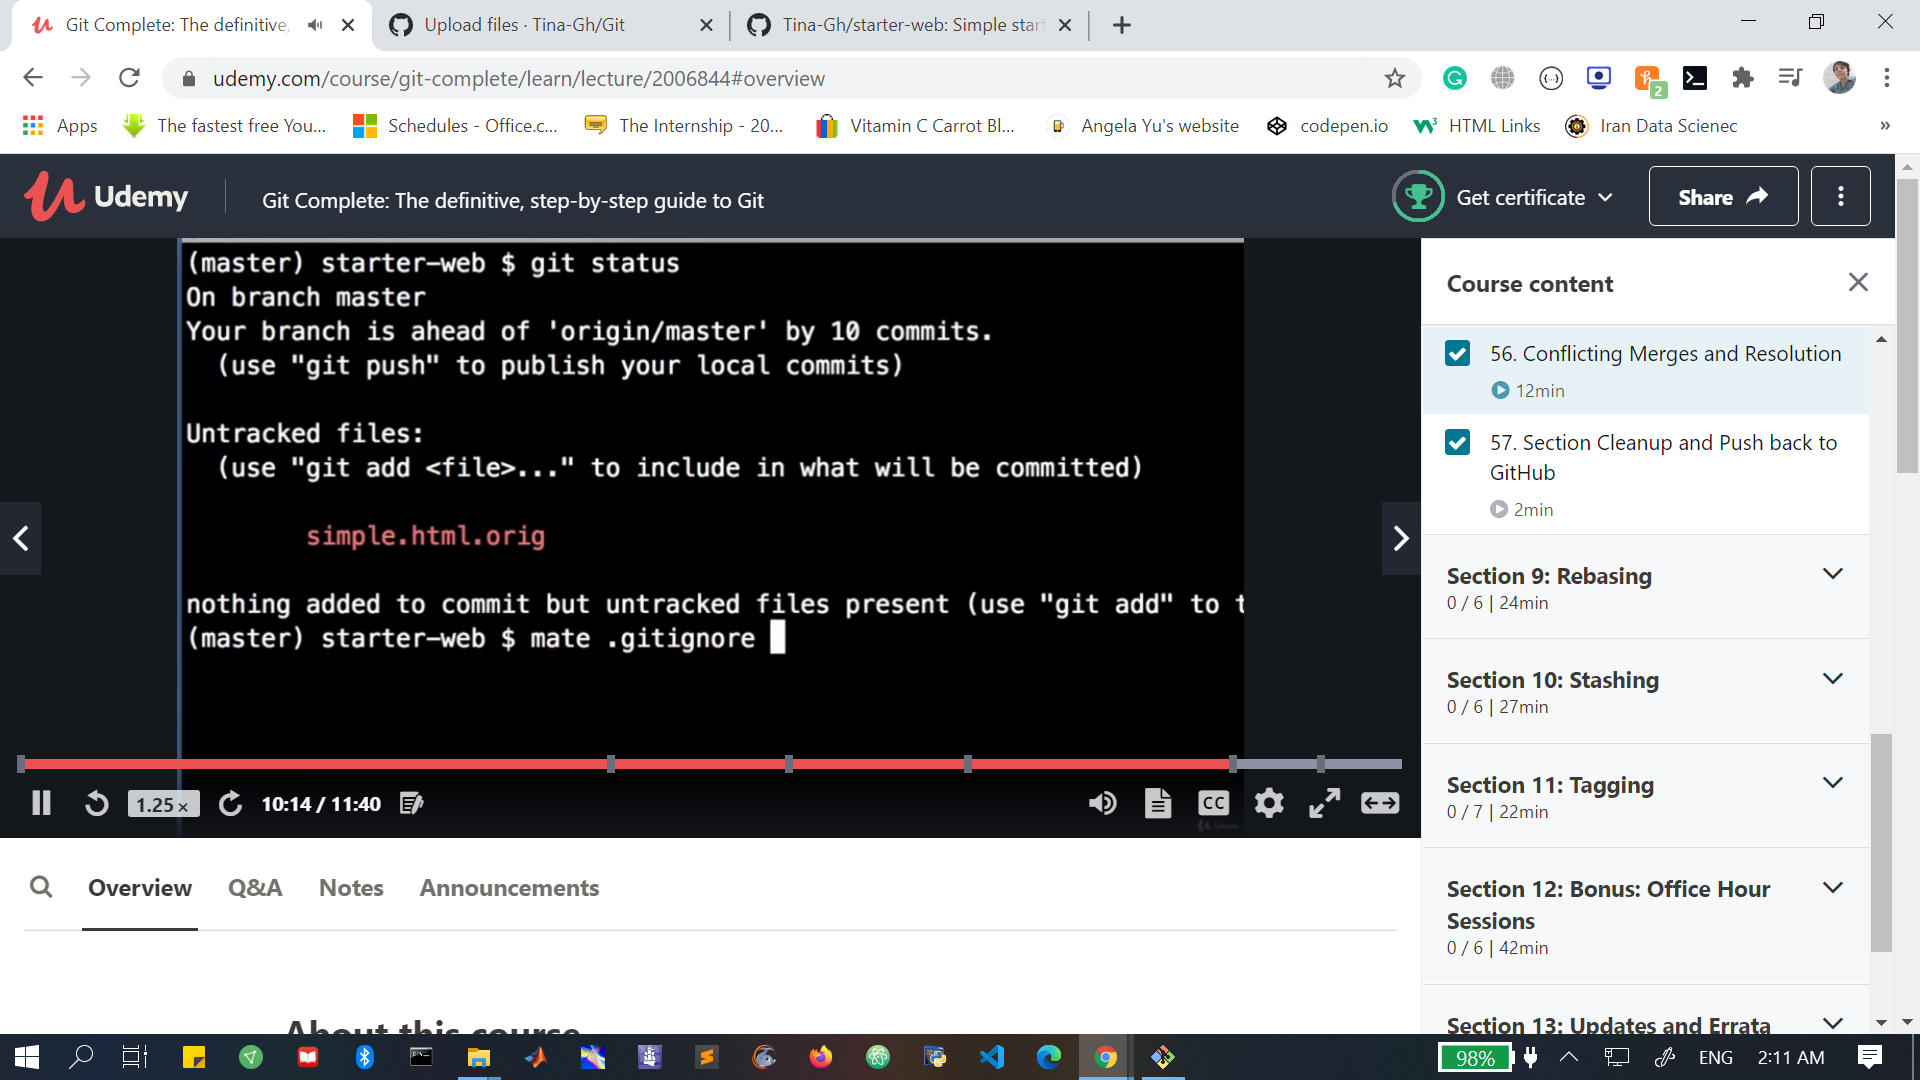 Git Complete: The definitive,
Upload files · Tina-Gh/Git
Tina-Gh/starter-web: Simple start
udemy.com/course/git-complete/learn/lecture/2006844#overview
2
Apps
The fastest free You...
Schedules - Office.c...
The Internship - 20...
Vitamin C Carrot Bl...
Angela Yu's website
codepen.io
HTML Links
Iran Data Scienec
»
Udemy
Git Complete: The definitive, step-by-step guide to Git
Get certificate
Share
(master) starter-web $ git status
On branch master
Your branch is ahead of 'origin/master' by 10 commits.
(use "git push" to publish your local commits)
Untracked files:
(use "git add <file>..." to include in what will be committed)
simple.html.orig
nothing added to commit but untracked files present (use "git add" to t
(master) starter-web $ mate .gitignore
1.25×
10:14 / 11:40
CC
Udemy
Course content
56. Conflicting Merges and Resolution
12min
57. Section Cleanup and Push back to
GitHub
2min
Section 9: Rebasing
0 / 6 | 24min
Section 10: Stashing
0 / 6 | 27min
Section 11: Tagging
0 / 7 | 22min
Section 12: Bonus: Office Hour
Sessions
0 / 6 | 42min
Section 13: Updates and Errata
Overview
Q&A
Notes
Announcements
About this course
98%
ENG
2:11 AM